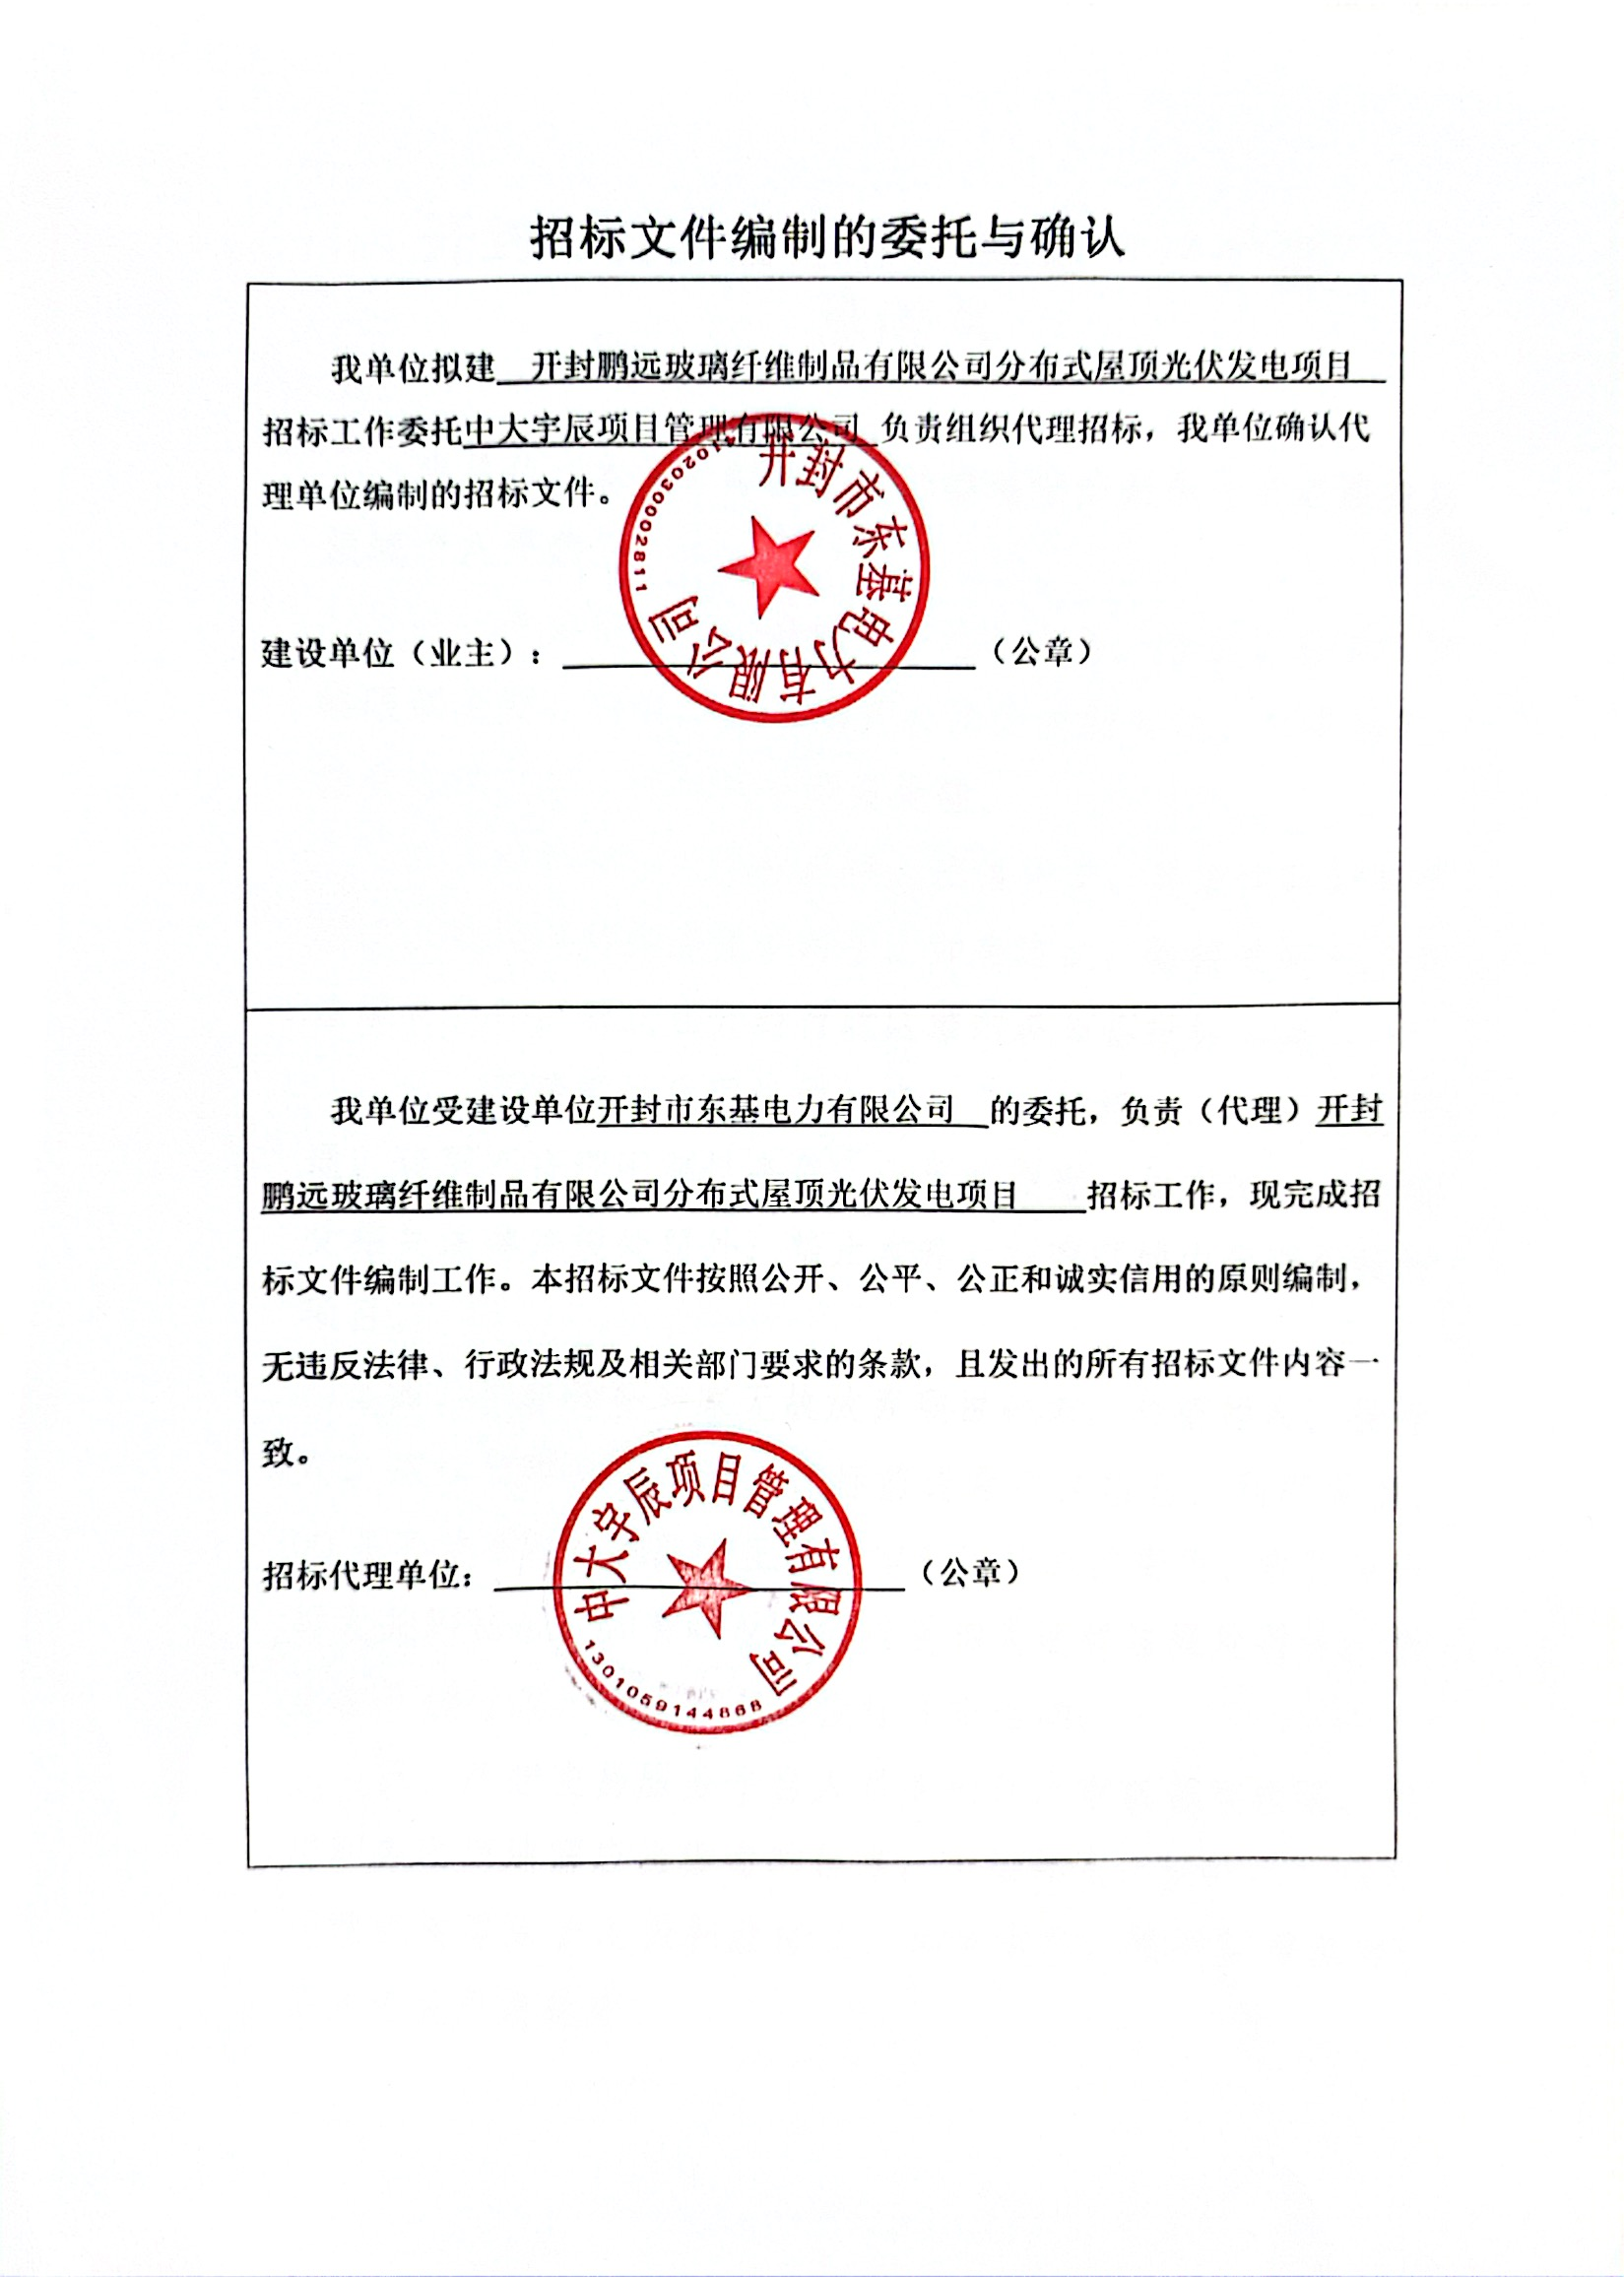 招标文件编制的委托与确认
我单位拟建 开封鹏远玻璃纤维制品有限公司分布式屋顶光伏发电项目
招标工作委托中大宇辰项目管理有限公司 负责组织代理招标，我单位确认代
理单位编制的招标文件。
开封市东基电力有限公司
4102030002811
建设单位（业主）：（公章）
我单位受建设单位开封市东基电力有限公司 的委托，负责（代理）开封
鹏远玻璃纤维制品有限公司分布式屋顶光伏发电项目 招标工作，现完成招
标文件编制工作。本招标文件按照公开、公平、公正和诚实信用的原则编制，
无违反法律、行政法规及相关部门要求的条款，且发出的所有招标文件内容一
致。
中大宇辰项目管理有限公司
1301059144868
招标代理单位：（公章）